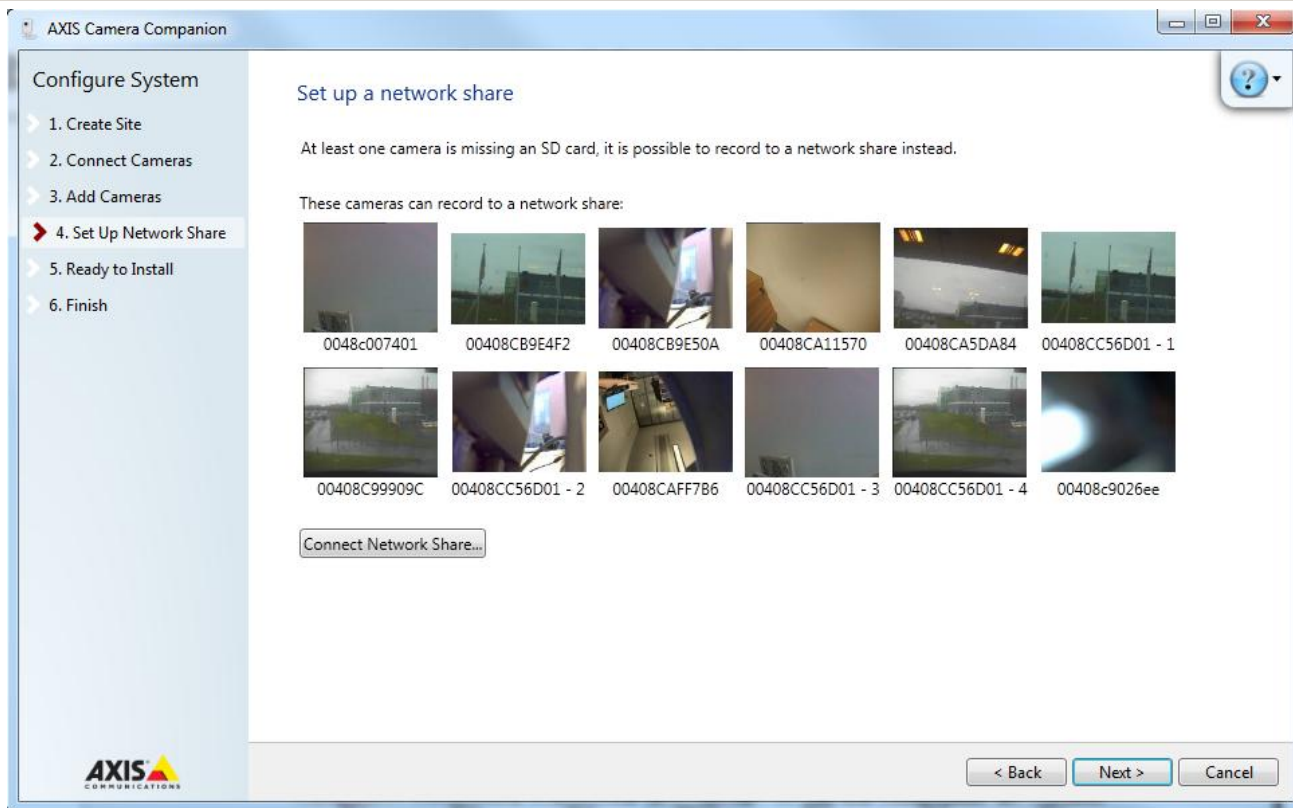 AXIS Camera Companion
Configure System
1. Create Site
2. Connect Cameras
3. Add Cameras
4. Set Up Network Share
5. Ready to Install
6. Finish
Set up a network share
At least one camera is missing an SD card, it is possible to record to a network share instead.
These cameras can record to a network share:
0048c007401 00408CB9E4F2 00408CB9E50A 00408CA11570 00408CA5DA84 00408CC56D01 - 1
00408C99909C 00408CC56D01 - 2 00408CAFF7B6 00408CC56D01 - 3 00408CC56D01 - 4 00408c9026ee
Connect Network Share...
AXIS
COMMUNICATIONS
< Back Next > Cancel